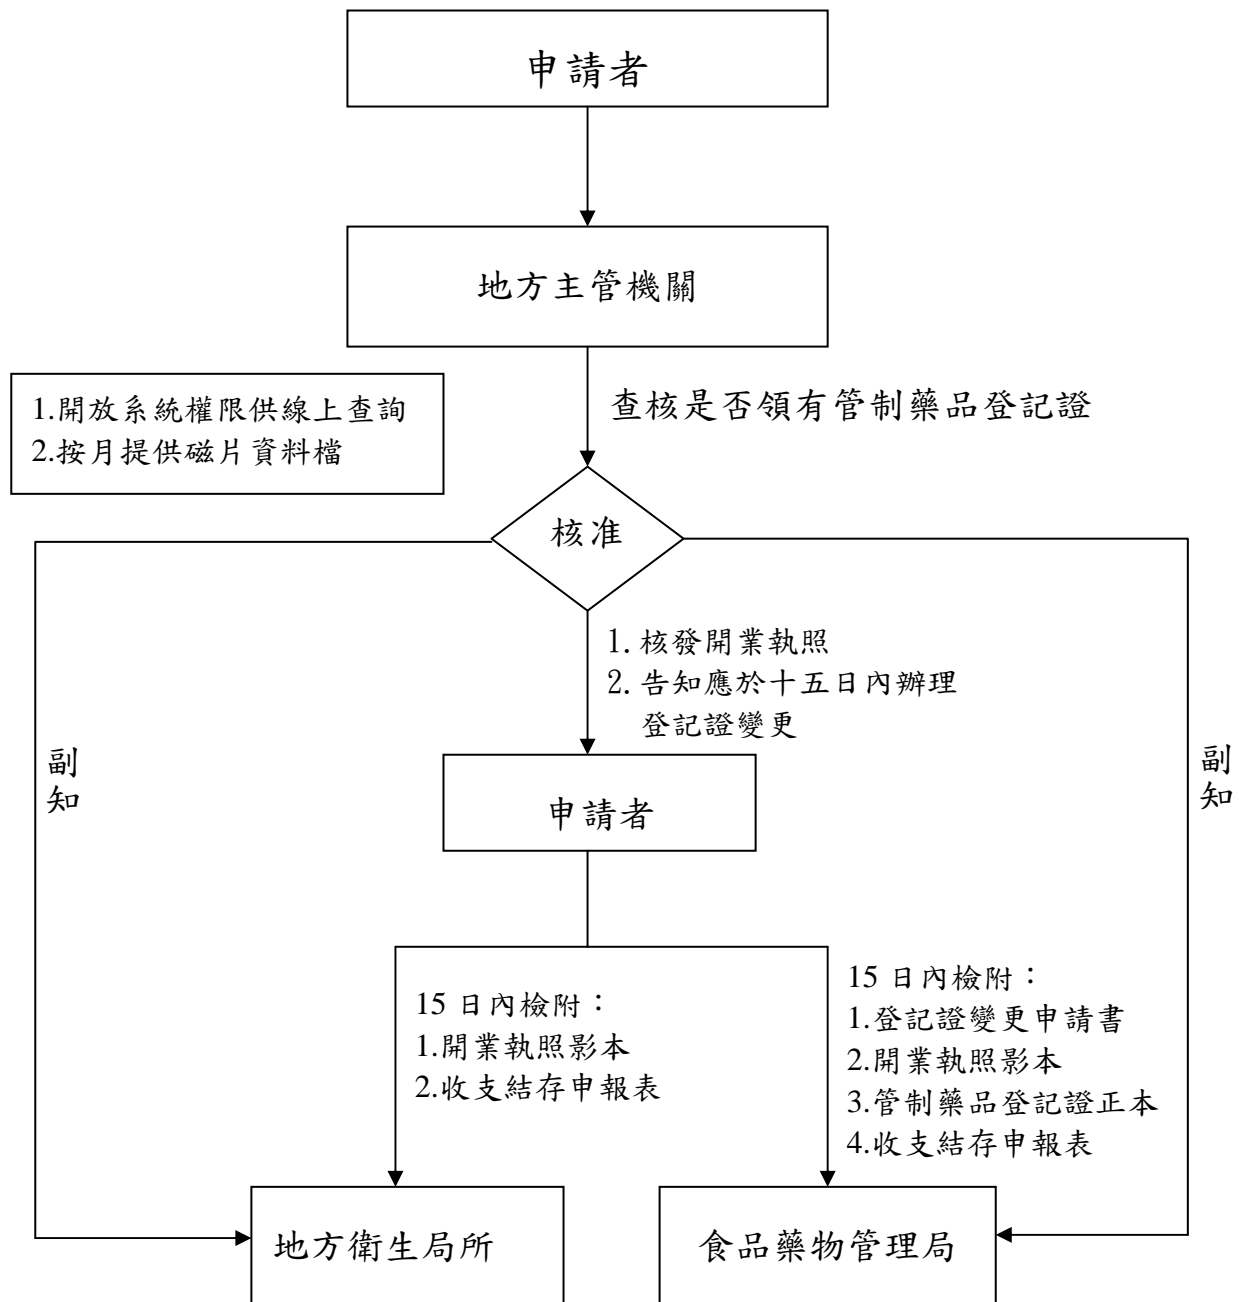 申請者
地方主管機關
1.開放系統權限供線上查詢
2.按月提供磁片資料檔
查核是否領有管制藥品登記證
核准
1. 核發開業執照
2. 告知應於十五日內辦理
登記證變更
副
知
副
知
申請者
15 日內檢附：
1.開業執照影本
2.收支結存申報表
15 日內檢附：
1.登記證變更申請書
2.開業執照影本
3.管制藥品登記證正本
4.收支結存申報表
地方衛生局所
食品藥物管理局